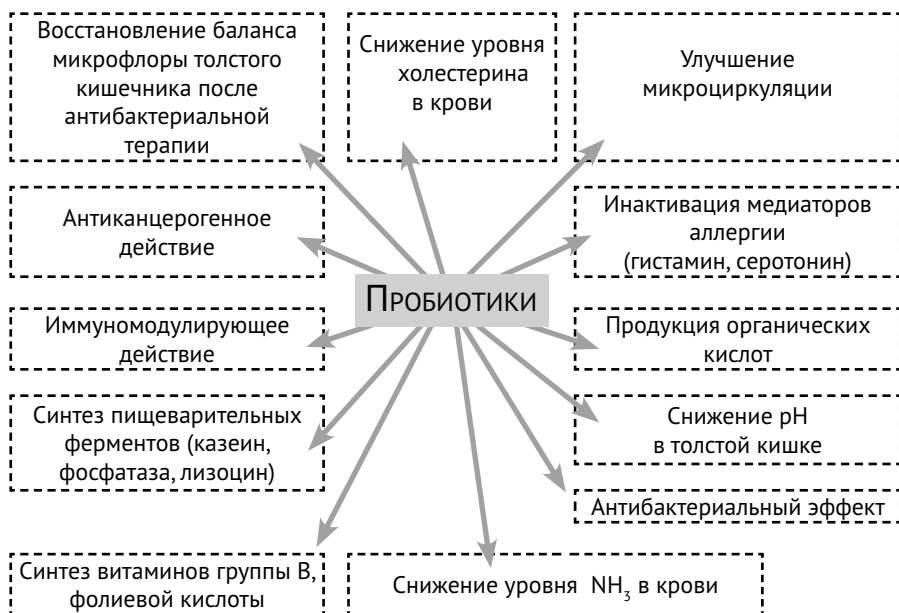 Восстановление баланса
микрофлоры толстого
кишечника после
антибактериальной
терапии
Снижение уровня
холестерина
в крови
Улучшение
микроциркуляции
Антиканцерогенное
действие
Инактивация медиаторов
аллергии
(гистамин, серотонин)
Пробиотики
Иммуномодулирующее
действие
Продукция органических
кислот
Синтез пищеварительных
ферментов (казеин,
фосфатаза, лизоцин)
Снижение pH
в толстой кишке
Антибактериальный эффект
Синтез витаминов группы В,
фолиевой кислоты
Снижение уровня NH₃ в крови